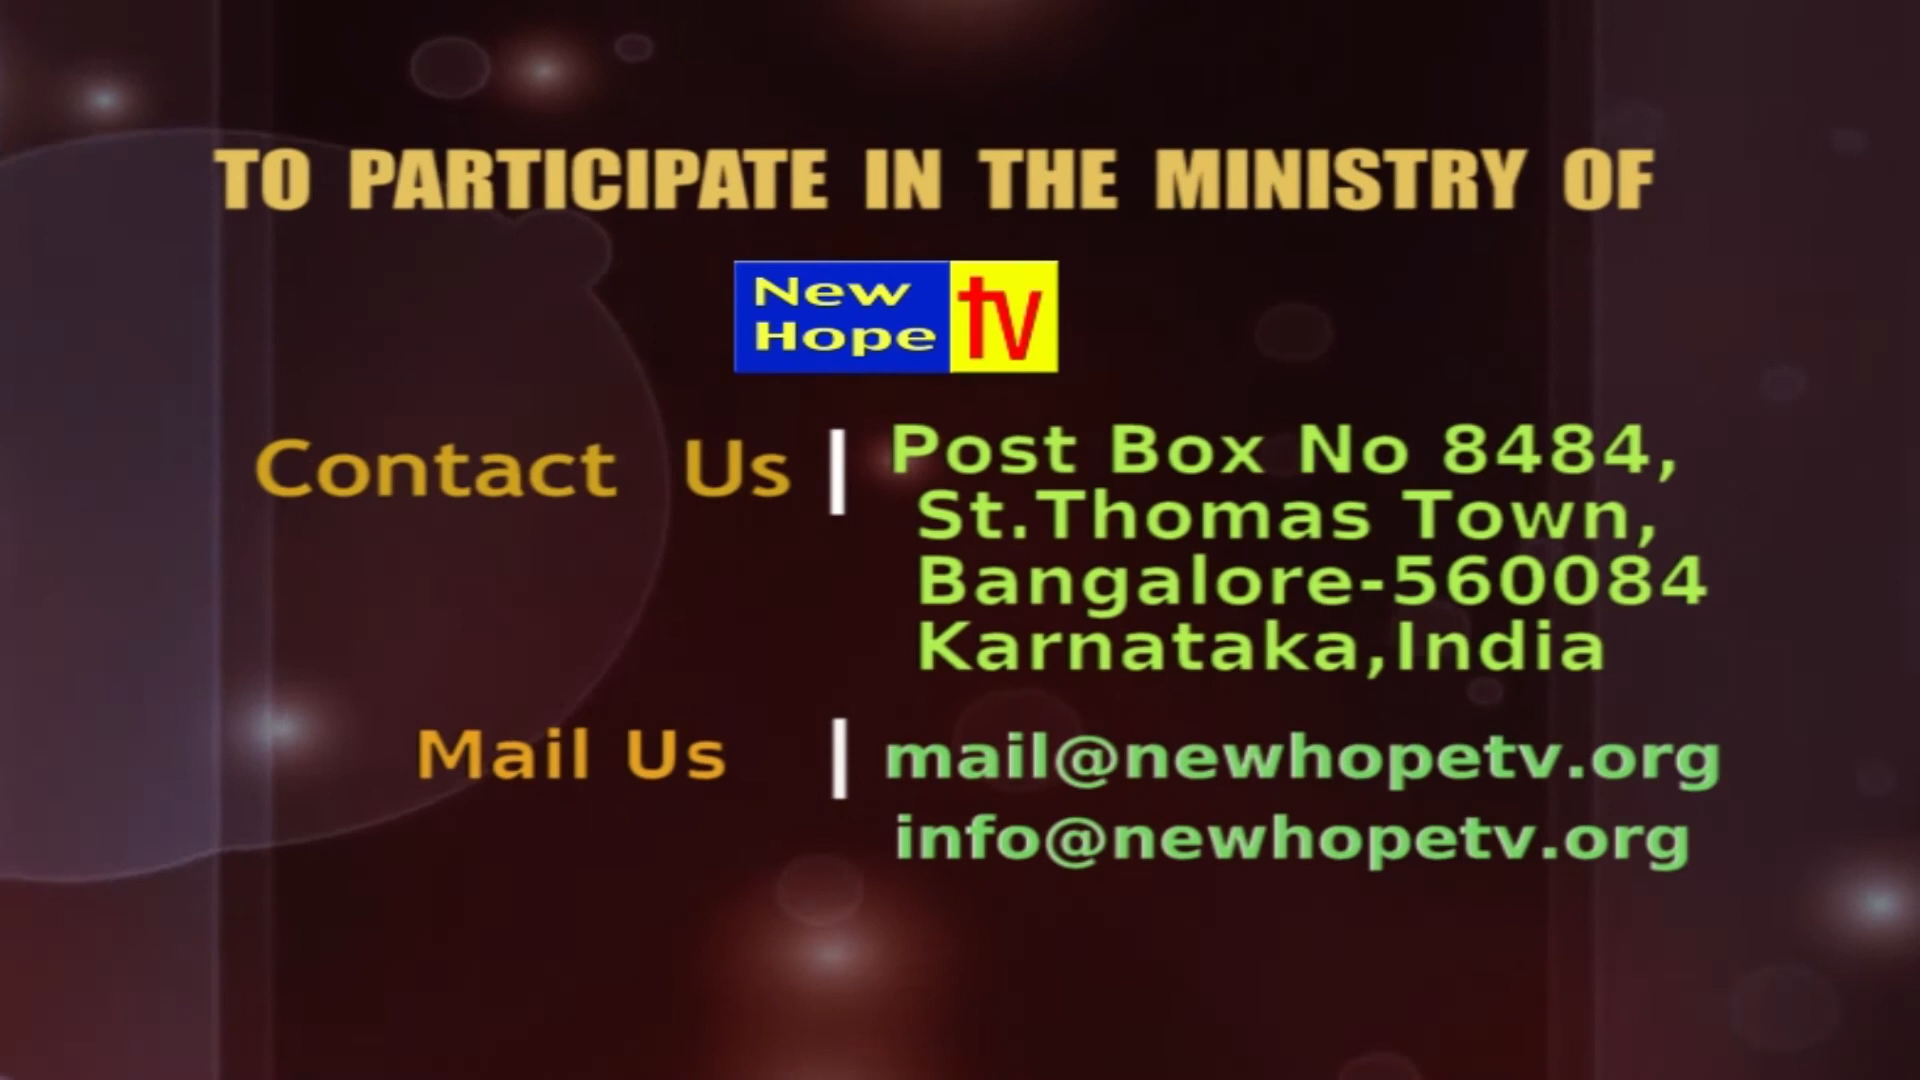 TO PARTICIPATE IN THE MINISTRY OF
New
Hope
tv
Contact Us
Post Box No 8484,
St.Thomas Town,
Bangalore-560084
Karnataka,India
Mail Us
mail@newhopetv.org
info@newhopetv.org